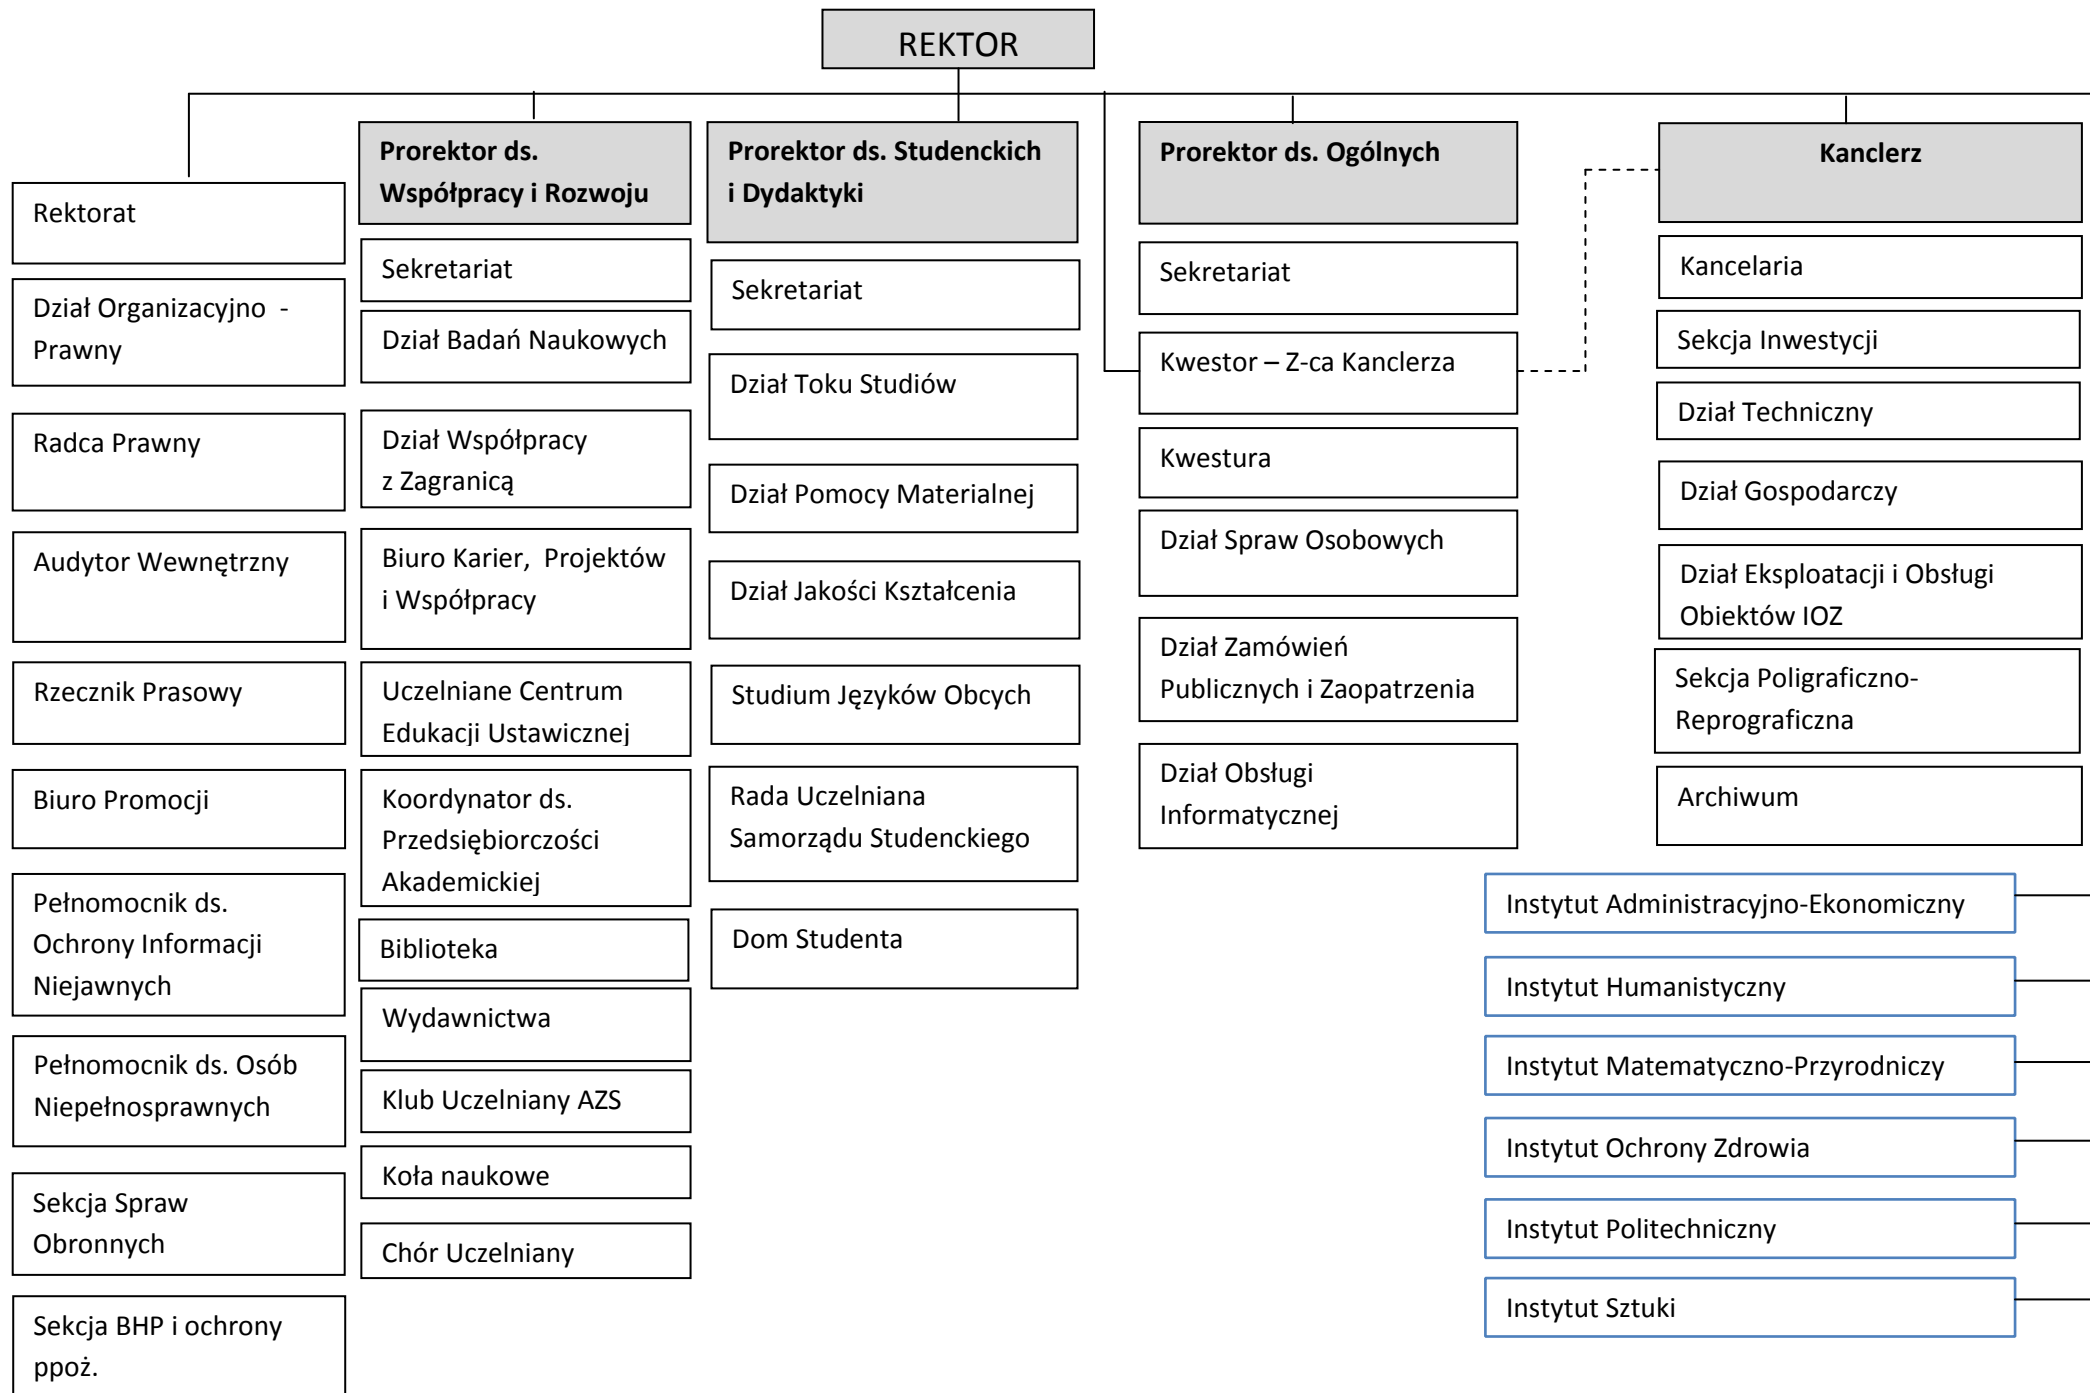 REKTOR
Rektorat
Dział Organizacyjno -
Prawny
Radca Prawny
Audytor Wewnętrzny
Rzecznik Prasowy
Biuro Promocji
Pełnomocnik ds.
Ochrony Informacji
Niejawnych
Pełnomocnik ds. Osób
Niepełnosprawnych
Sekcja Spraw
Obronnych
Sekcja BHP i ochrony
ppoż.
Prorektor ds.
Współpracy i Rozwoju
Sekretariat
Dział Badań Naukowych
Dział Współpracy
z Zagranicą
Biuro Karier, Projektów
i Współpracy
Uczelniane Centrum
Edukacji Ustawicznej
Koordynator ds.
Przedsiębiorczości
Akademickiej
Biblioteka
Wydawnictwa
Klub Uczelniany AZS
Koła naukowe
Chór Uczelniany
Prorektor ds. Studenckich
i Dydaktyki
Sekretariat
Dział Toku Studiów
Dział Pomocy Materialnej
Dział Jakości Kształcenia
Studium Języków Obcych
Rada Uczelniana
Samorządu Studenckiego
Dom Studenta
Prorektor ds. Ogólnych
Sekretariat
Kwestor – Z-ca Kanclerza
Kwestura
Dział Spraw Osobowych
Dział Zamówień
Publicznych i Zaopatrzenia
Dział Obsługi
Informatycznej
Kanclerz
Kancelaria
Sekcja Inwestycji
Dział Techniczny
Dział Gospodarczy
Dział Eksploatacji i Obsługi
Obiektów IOZ
Sekcja Poligraficzno-
Reprograficzna
Archiwum
Instytut Administracyjno-Ekonomiczny
Instytut Humanistyczny
Instytut Matematyczno-Przyrodniczy
Instytut Ochrony Zdrowia
Instytut Politechniczny
Instytut Sztuki